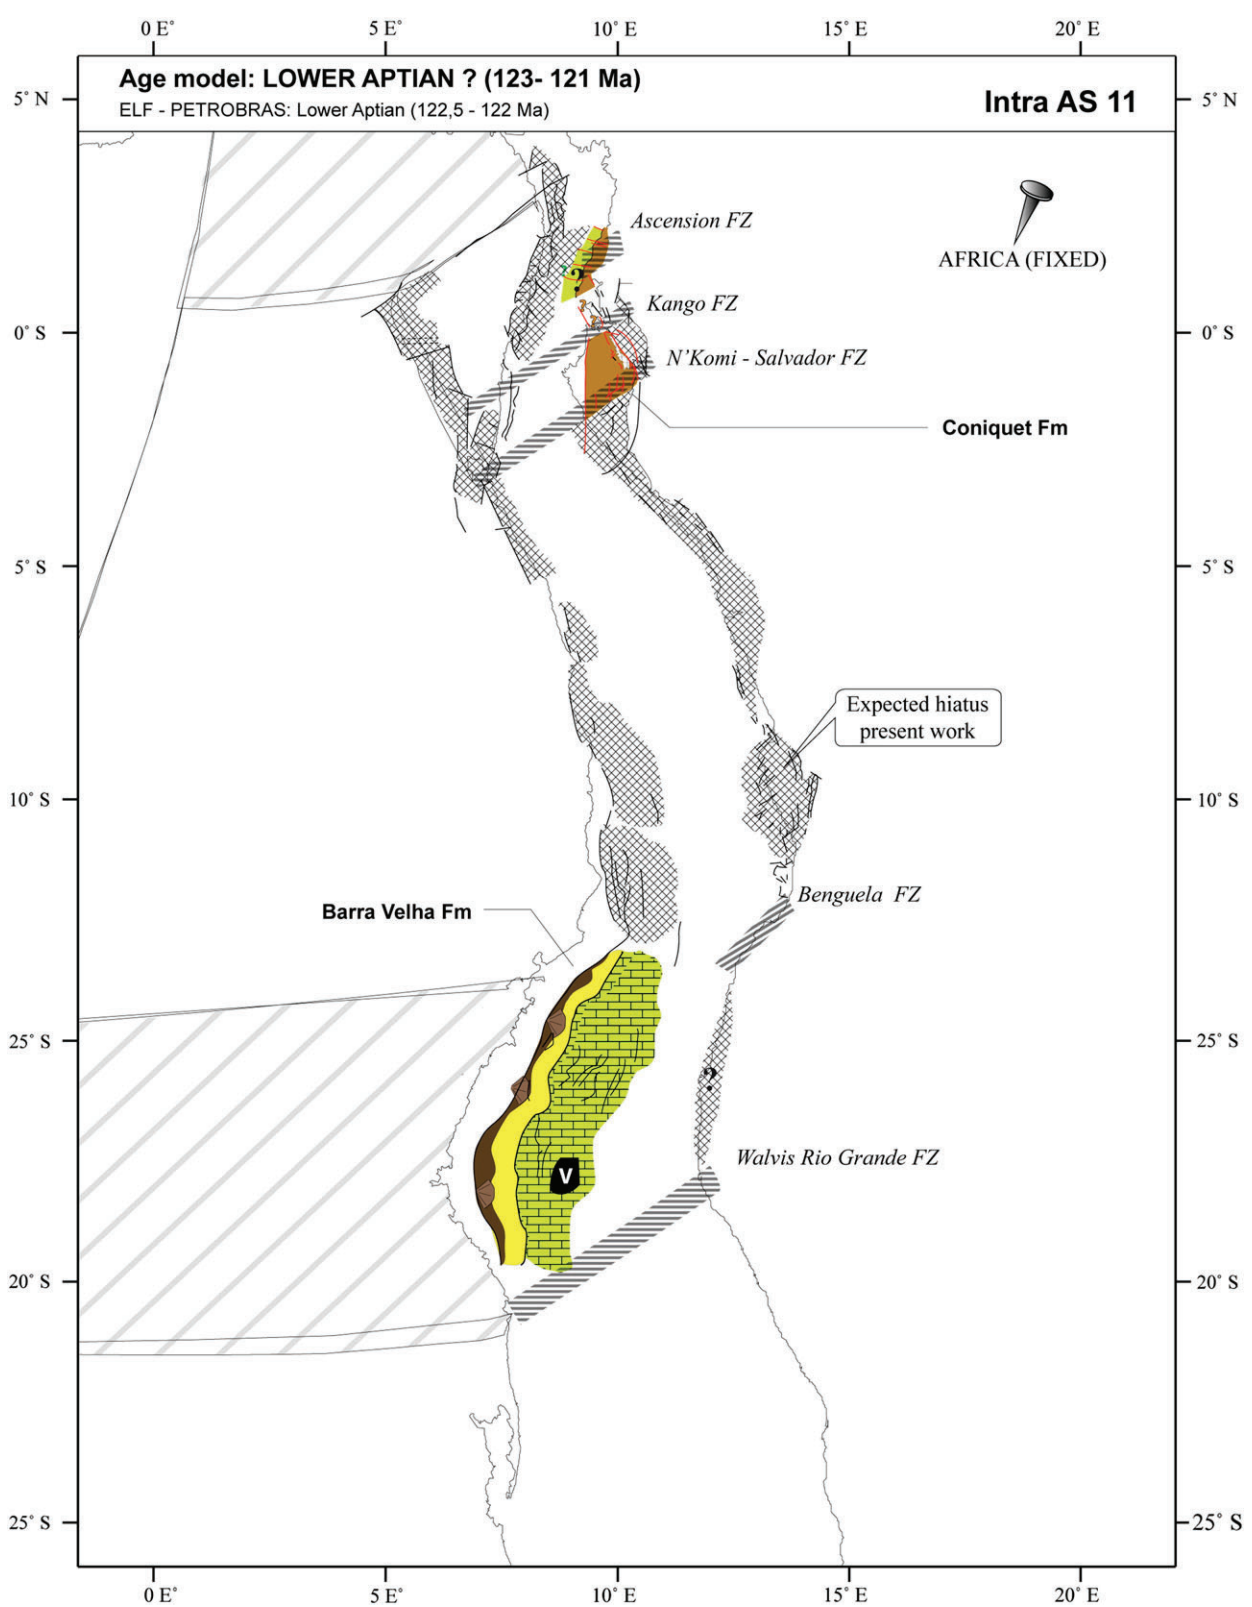 0 E˚ 5 E˚ 10˚ E 15˚ E 20˚ E
Age model: LOWER APTIAN ? (123- 121 Ma)
ELF - PETROBRAS: Lower Aptian (122,5 - 122 Ma)
Intra AS 11
5˚ N 5˚ N
Ascension FZ
AFRICA (FIXED)
?
Kango FZ
? ?
0˚ S 0˚ S
N'Komi - Salvador FZ
Coniquet Fm
5˚ S 5˚ S
Expected hiatus
present work
10˚ S 10˚ S
Benguela FZ
Barra Velha Fm
25˚ S 25˚ S
?
Walvis Rio Grande FZ
V
20˚ S 20˚ S
25˚ S 25˚ S
0 E˚ 5 E˚ 10˚ E 15˚ E 20˚ E